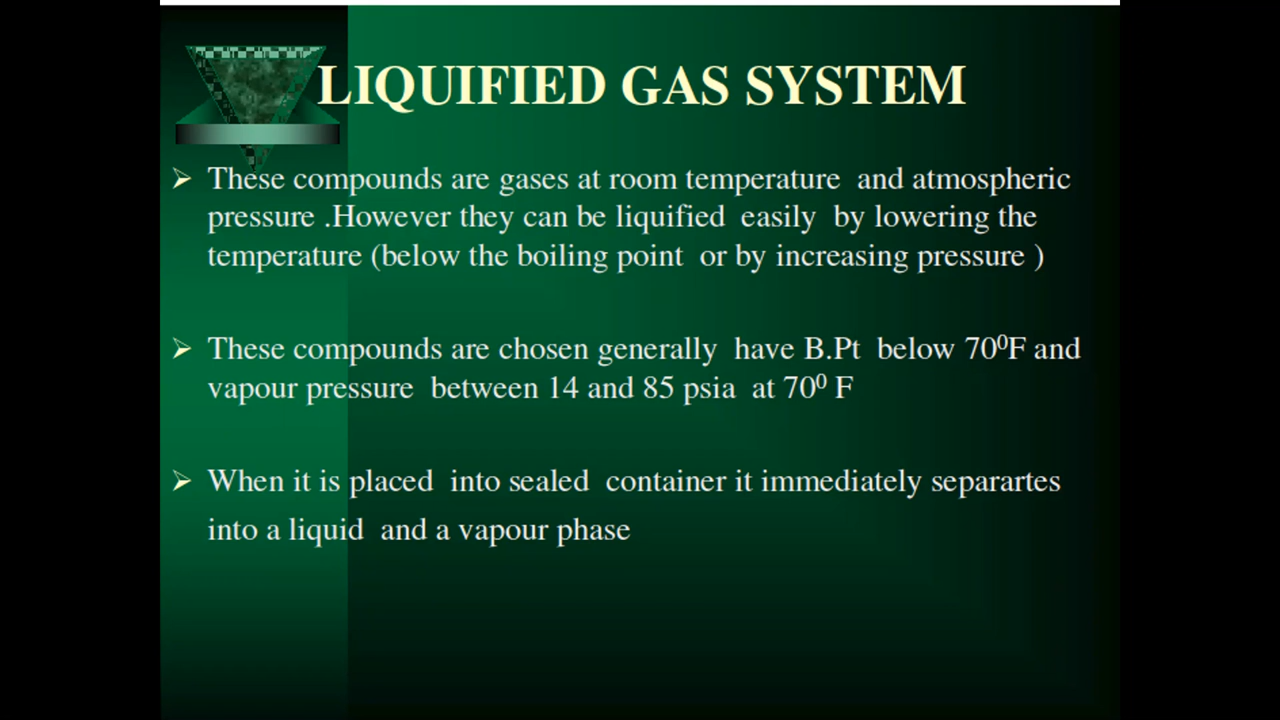 LIQUIFIED GAS SYSTEM
These compounds are gases at room temperature and atmospheric
pressure .However they can be liquified easily by lowering the
temperature (below the boiling point or by increasing pressure )
These compounds are chosen generally have B.Pt below 70⁰F and
vapour pressure between 14 and 85 psia at 70⁰ F
When it is placed into sealed container it immediately separartes
into a liquid and a vapour phase